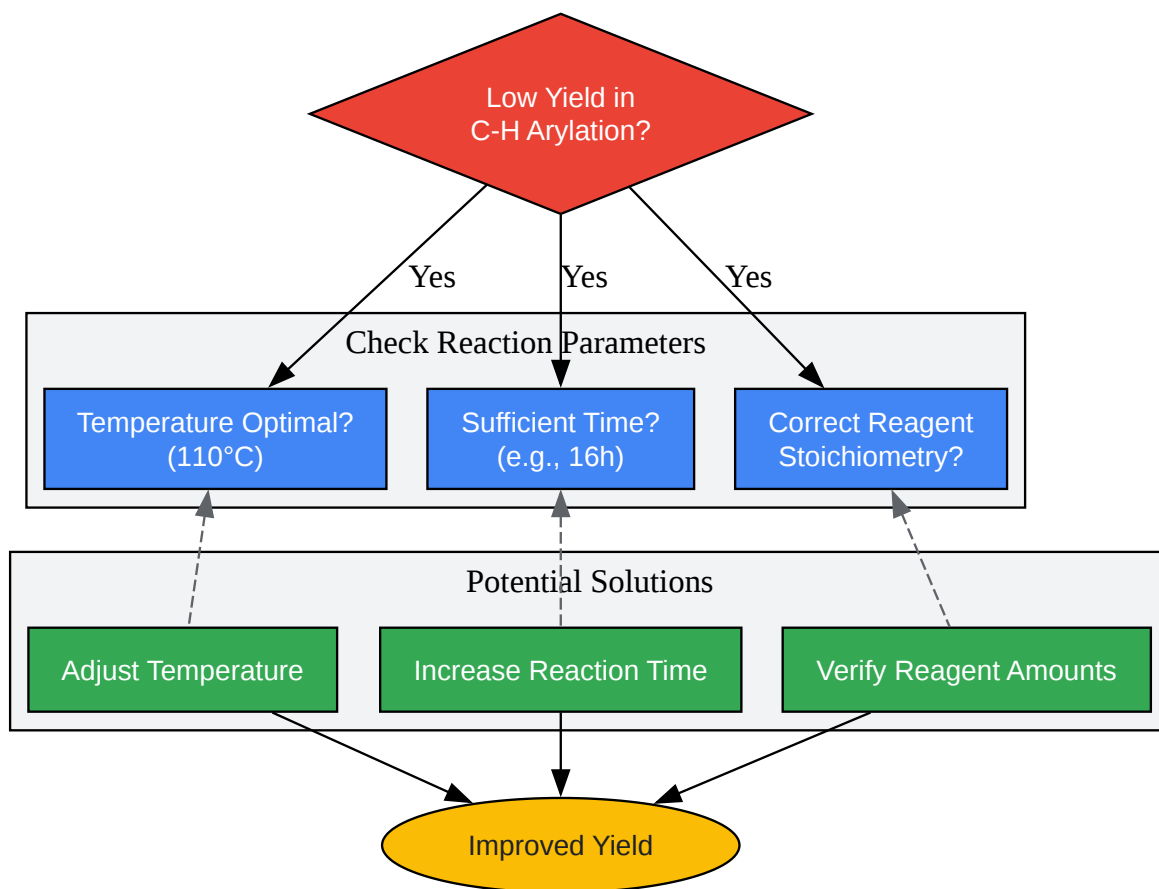 Low Yield in
C-H Arylation?
Yes
Yes
Yes
Check Reaction Parameters
Temperature Optimal?
(110°C)
Sufficient Time?
(e.g., 16h)
Correct Reagent
Stoichiometry?
Potential Solutions
Adjust Temperature
Increase Reaction Time
Verify Reagent Amounts
Improved Yield